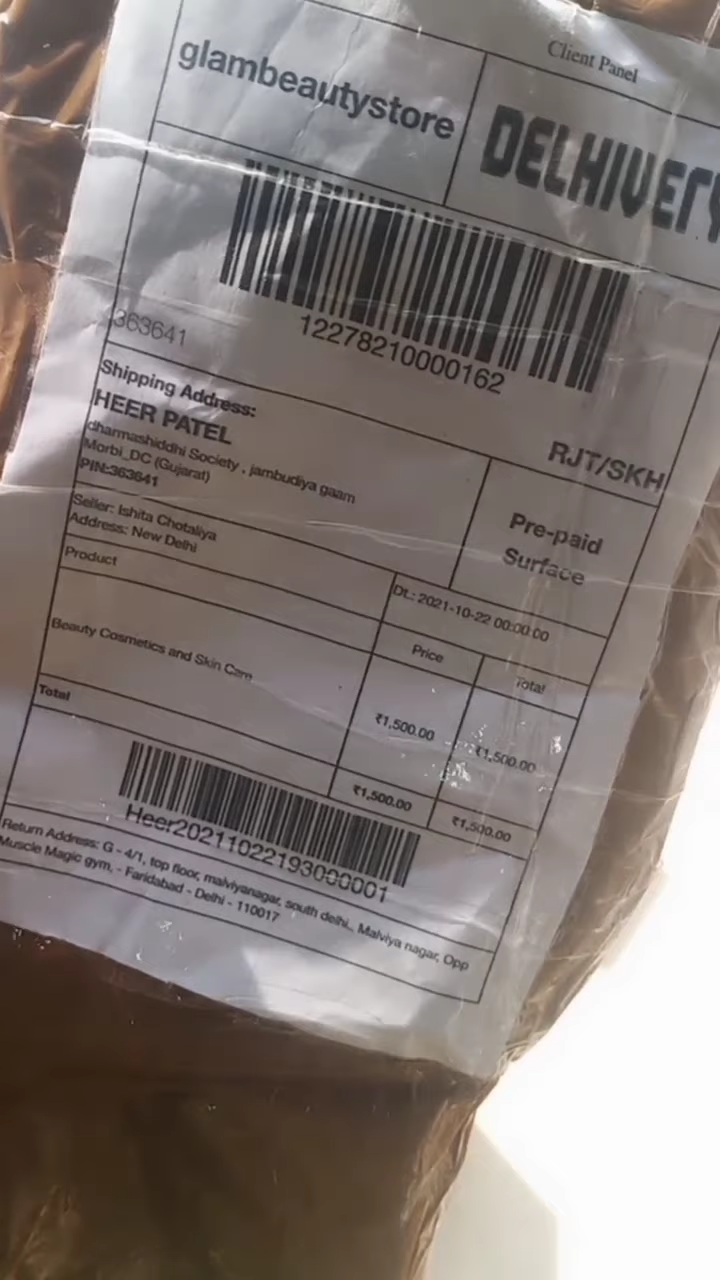 Client Panel
glambeautystore
DELHIVERY
12278210000162
363641
RJT/SKH
Shipping Address:
HEER PATEL
dharmashiddhi Society , jambudiya gaam
Morbi_DC (Gujarat)
PIN:363641
Pre-paid
Surface
Seller: Ishita Chotaliya
Address: New Delhi
Dt.: 2021-10-22 00:00:00
Product
Price
Total
Beauty Cosmetics and Skin Care
₹1,500.00
₹1,500.00
Total
₹1,500.00
₹1,500.00
Heer20211022193000001
Return Address: G - 4/1, top floor, malviyanagar, south delhi,, Malviya nagar, Opp
Muscle Magic gym, - Faridabad - Delhi - 110017